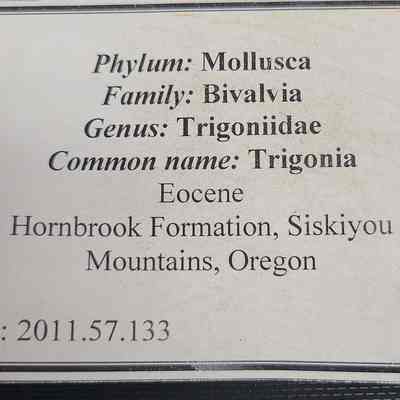 Phylum: Mollusca
Family: Bivalvia
Genus: Trigoniidae
Common name: Trigonia
Eocene
Hornbrook Formation, Siskiyou
Mountains, Oregon
: 2011.57.133